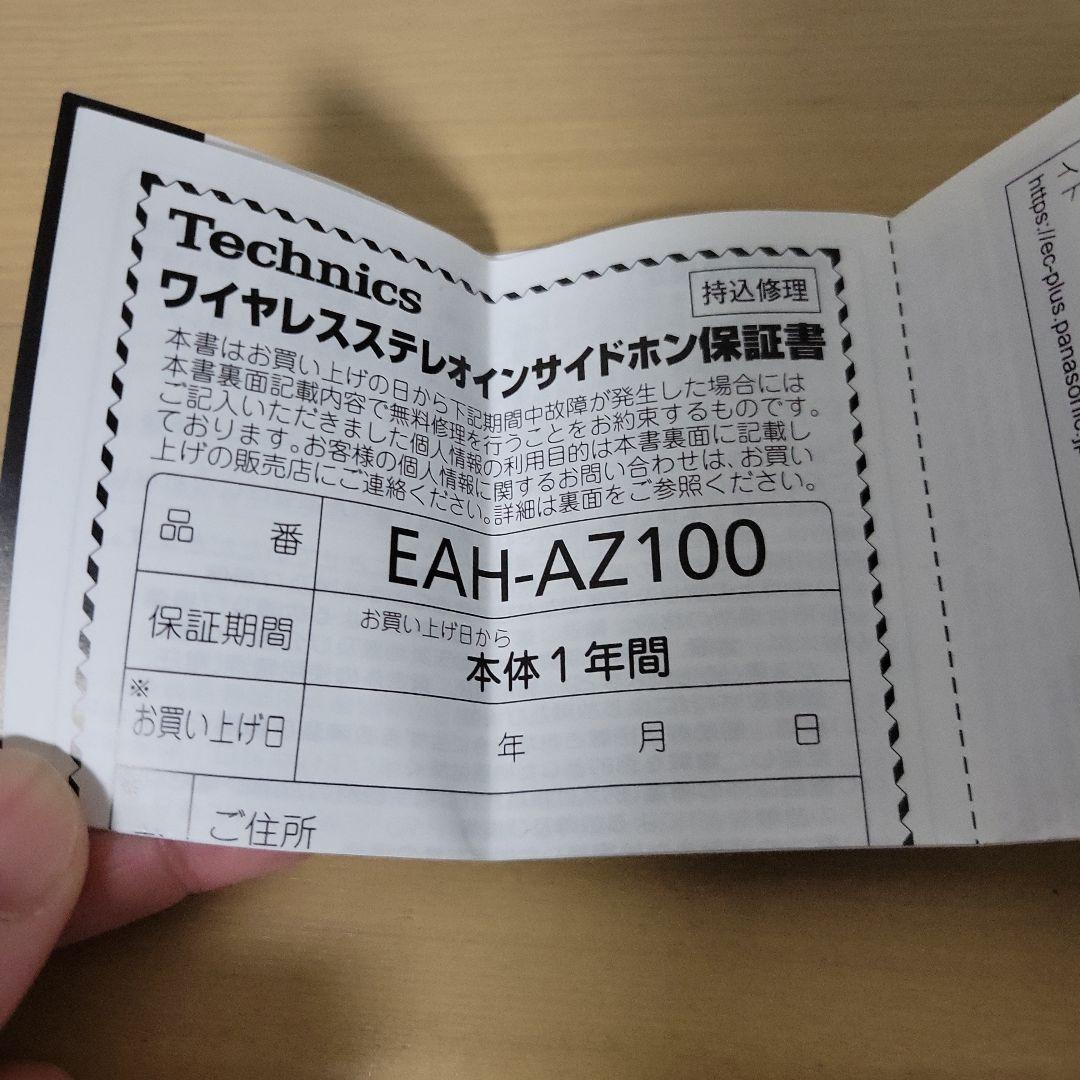 Technics
持込修理
ワイヤレスステレオインサイドホン保証書
本書はお買い上げの日から下記期間中故障が発生した場合には
本書裏面記載内容で無料修理を行うことをお約束するものです。
ご記入いただきました個人情報の利用目的は本書裏面に記載し
ております。お客様の個人情報に関するお問い合わせは、お買い
上げの販売店にご連絡ください。詳細は裏面をご参照ください。
品番 EAH-AZ100
保証期間 お買い上げ日から
本体1年間
※
お買い上げ日 年 月 日
ご住所
イト
https://ec-plus.panasonic.j